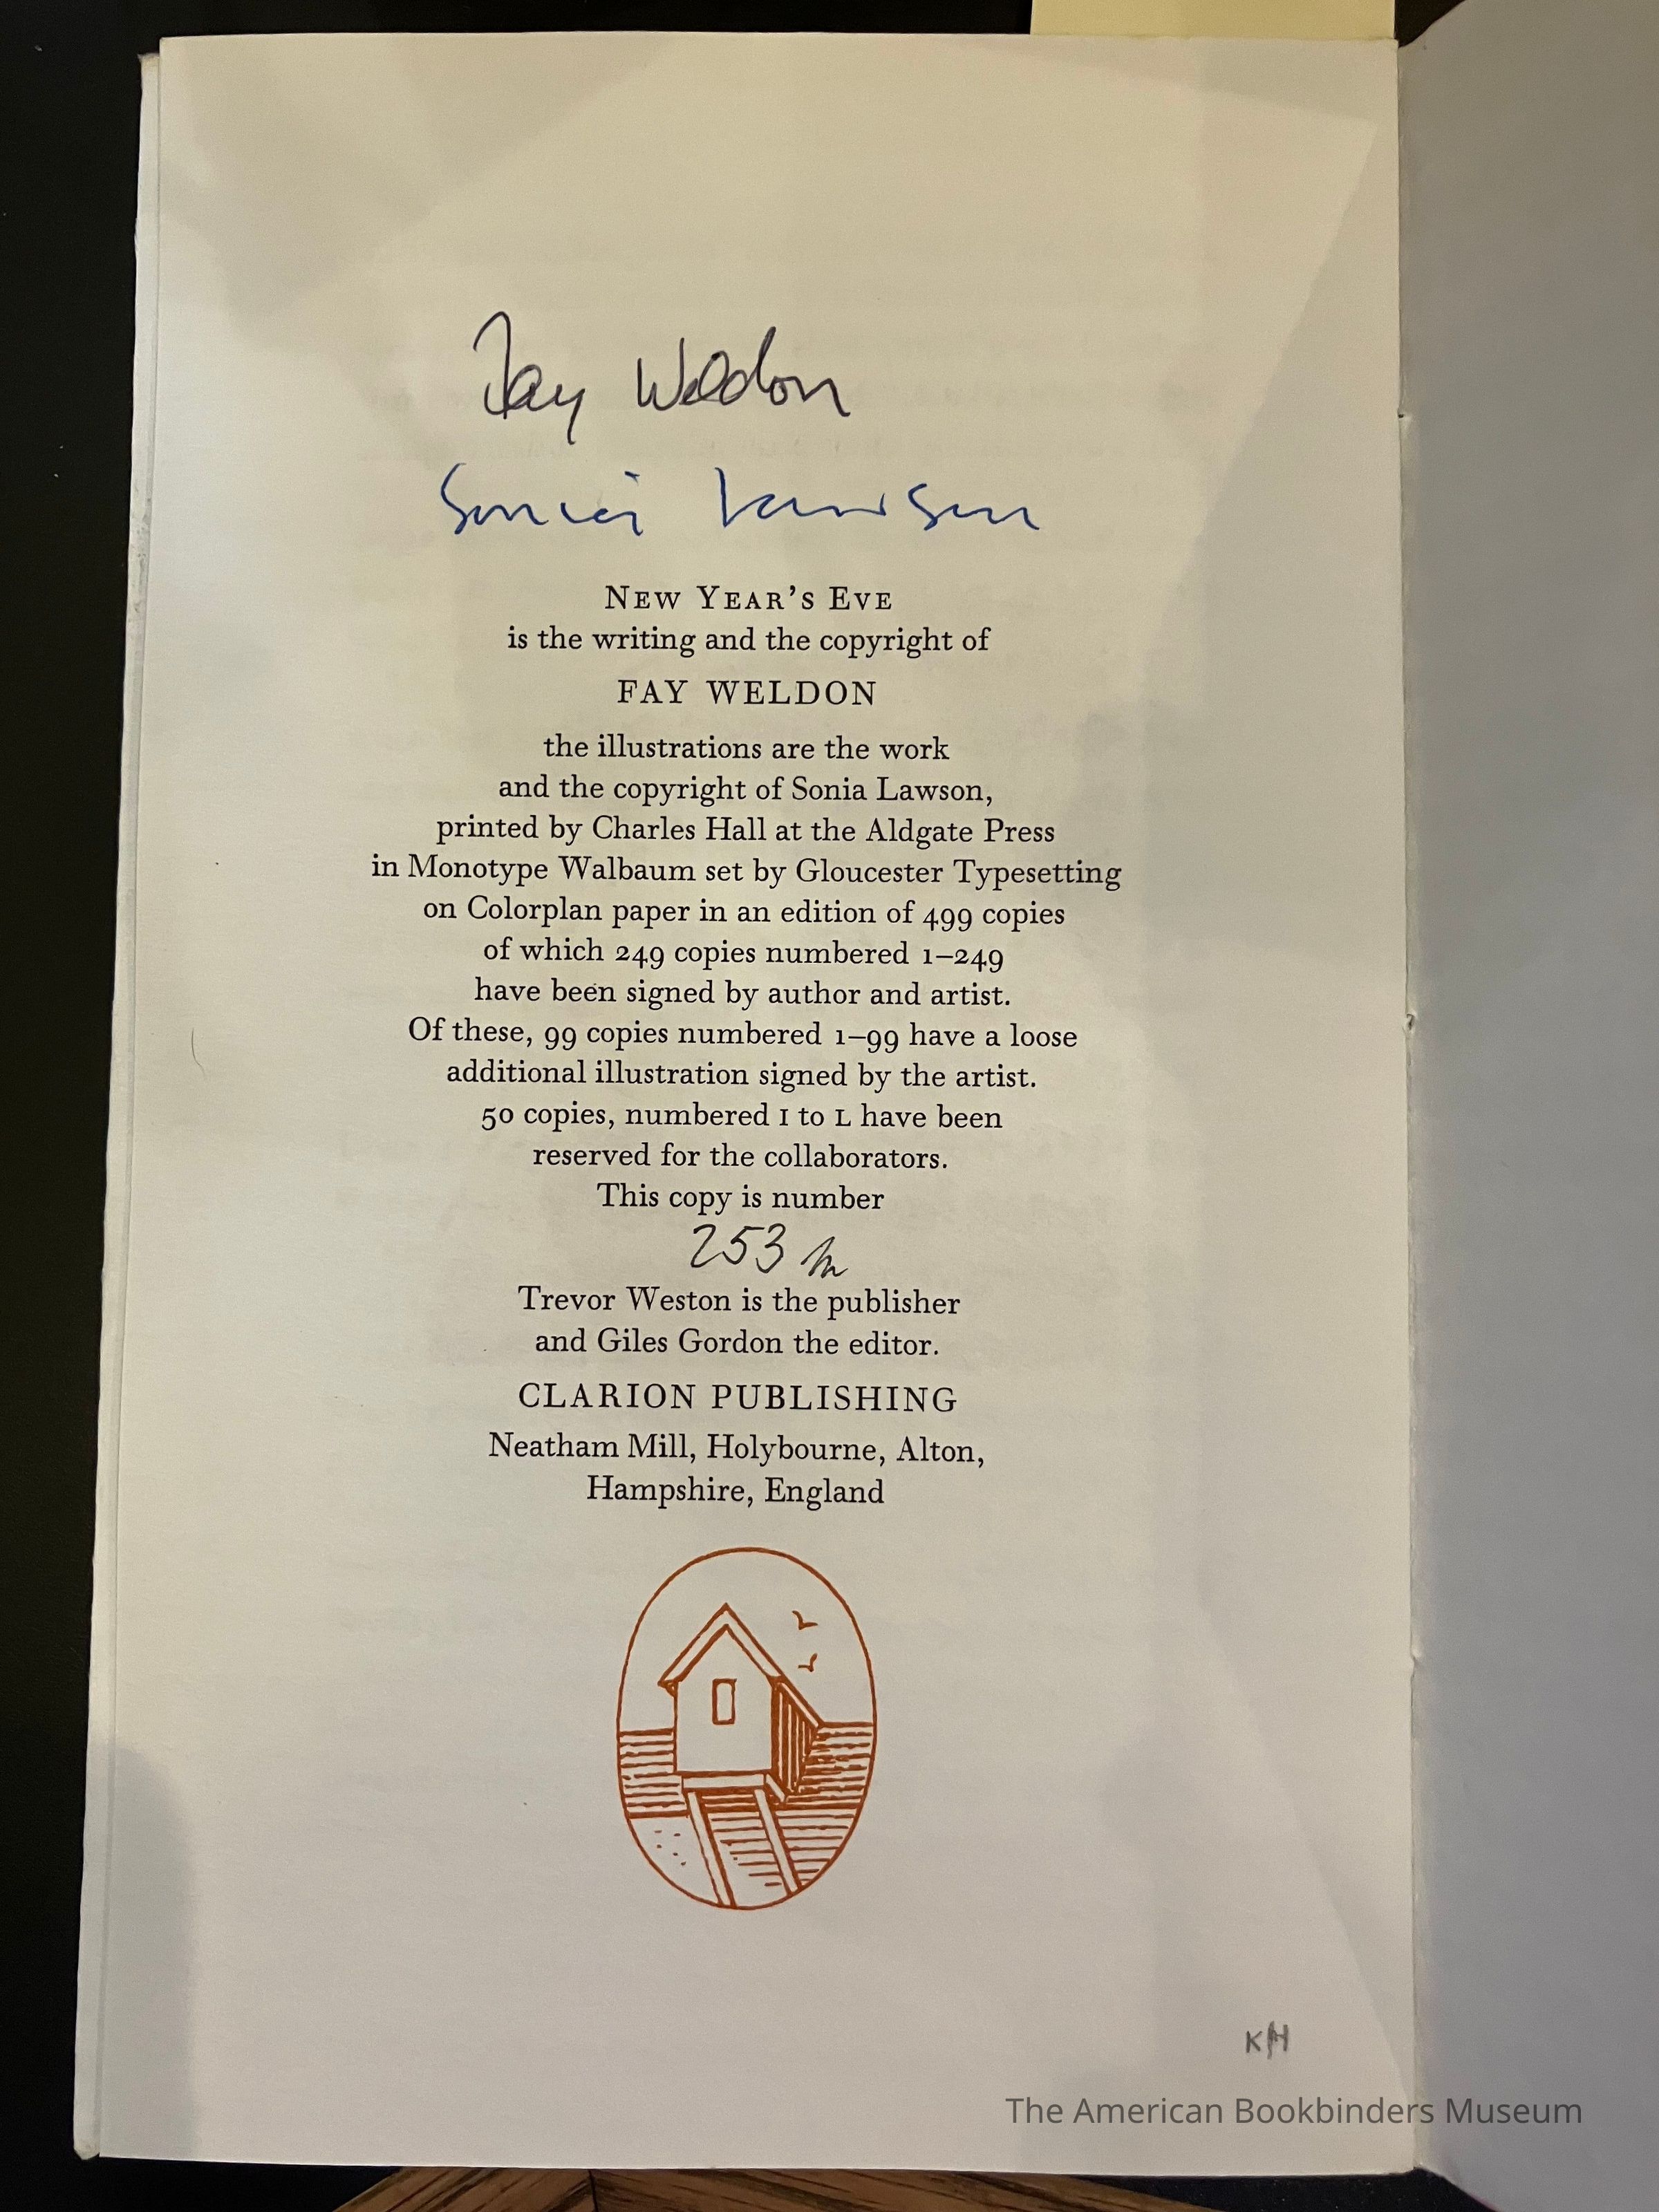 Fay Weldon
Sonia Lawson
NEW YEAR'S EVE
is the writing and the copyright of
FAY WELDON
the illustrations are the work
and the copyright of Sonia Lawson,
printed by Charles Hall at the Aldgate Press
in Monotype Walbaum set by Gloucester Typesetting
on Colorplan paper in an edition of 499 copies
of which 249 copies numbered 1–249
have been signed by author and artist.
Of these, 99 copies numbered 1–99 have a loose
additional illustration signed by the artist.
50 copies, numbered I to L have been
reserved for the collaborators.
This copy is number
253
Trevor Weston is the publisher
and Giles Gordon the editor.
CLARION PUBLISHING
Neatham Mill, Holybourne, Alton,
Hampshire, England
The American Bookbinders Museum